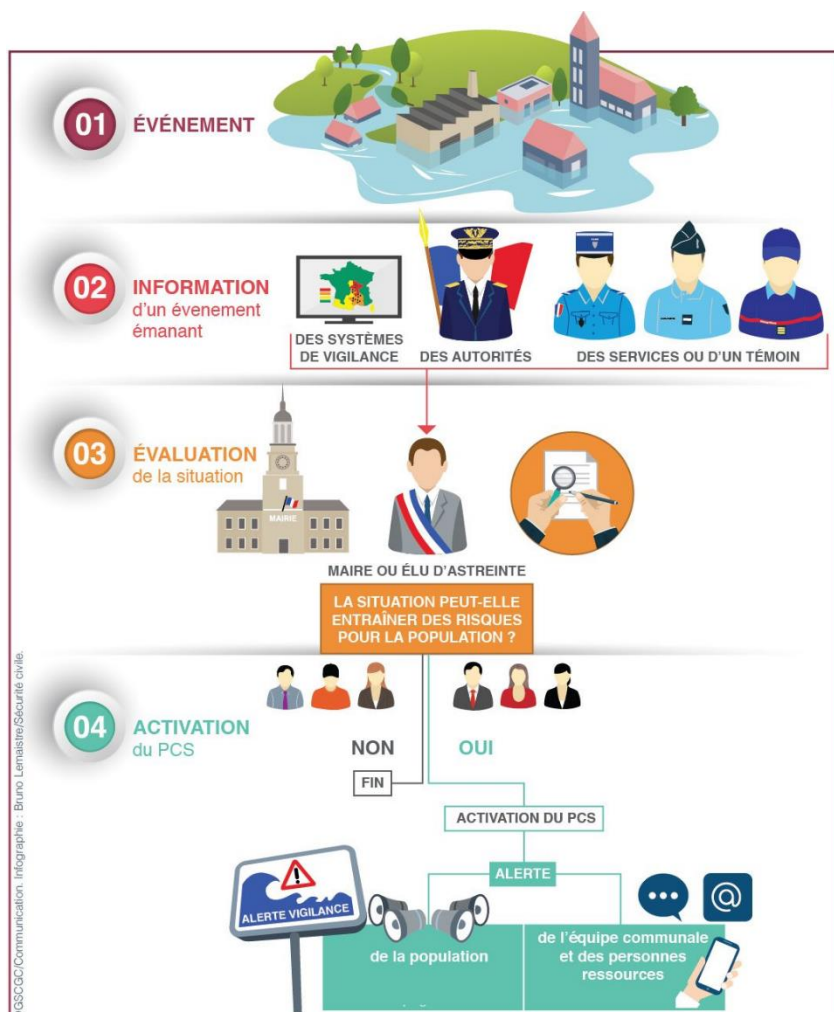 01
ÉVÉNEMENT
02
INFORMATION
d'un évenement
émanant
DES SYSTÈMES
DE VIGILANCE
DES AUTORITÉS
DES SERVICES OU D'UN TÉMOIN
03
ÉVALUATION
de la situation
MAIRIE
MAIRE OU ÉLU D'ASTREINTE
LA SITUATION PEUT-ELLE
ENTRAÎNER DES RISQUES
POUR LA POPULATION ?
04
ACTIVATION
du PCS
NON
OUI
FIN
ACTIVATION DU PCS
ALERTE
ALERTE VIGILANCE
de la population
de l'équipe communale
et des personnes
ressources
@
DGSCGC/Communication. Infographie : Bruno Lemaistre/Sécurité civile.